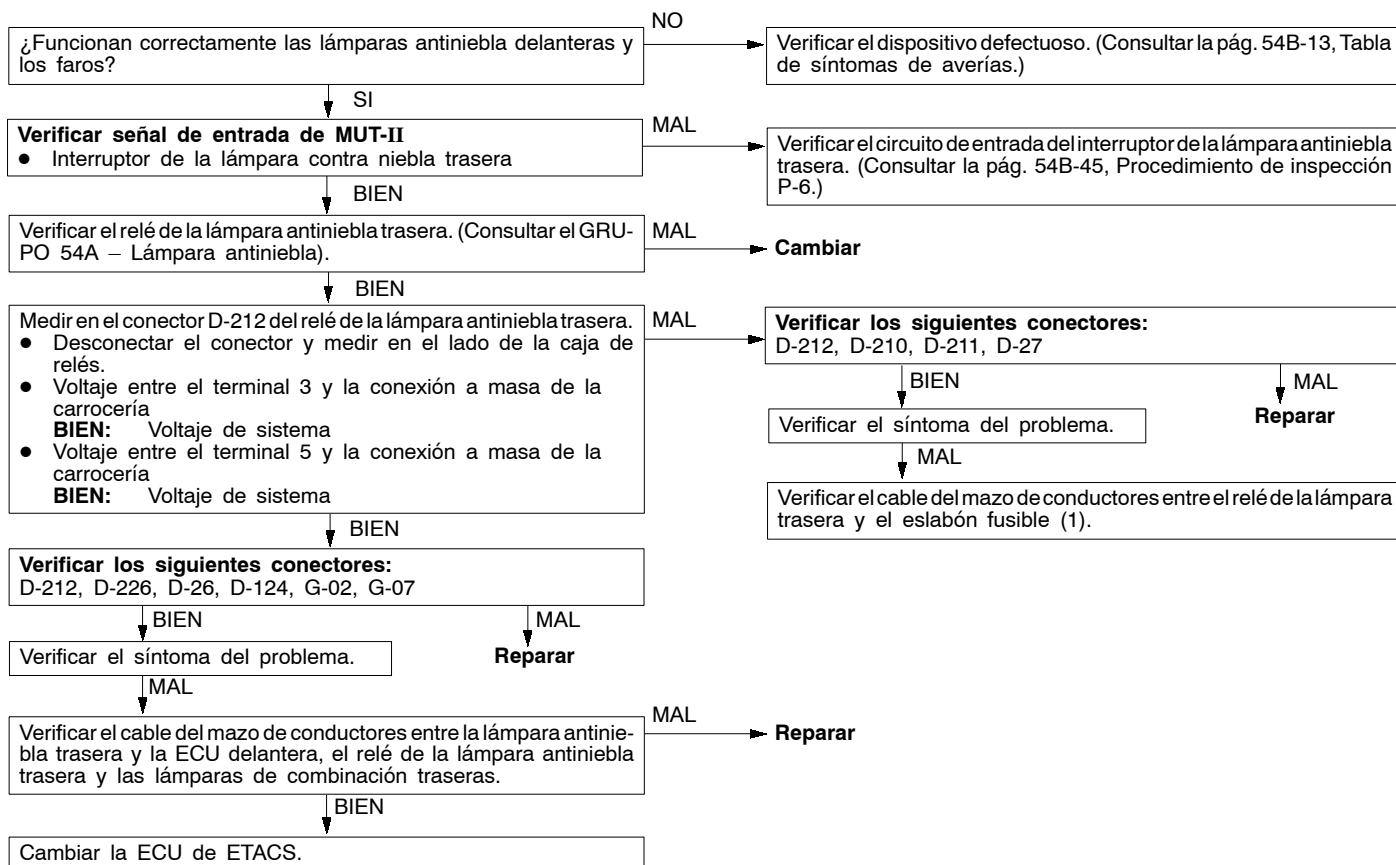 ¿Funcionan correctamente las lámparas antiniebla delanteras y
los faros?
NO
Verificar el dispositivo defectuoso. (Consultar la pág. 54B-13, Tabla
de síntomas de averías.)
SI
Verificar señal de entrada de MUT-II
● Interruptor de la lámpara contra niebla trasera
MAL
Verificar el circuito de entrada del interruptor de la lámpara antiniebla
trasera. (Consultar la pág. 54B-45, Procedimiento de inspección
P-6.)
BIEN
Verificar el relé de la lámpara antiniebla trasera. (Consultar el GRU-
PO 54A – Lámpara antiniebla).
MAL
Cambiar
BIEN
Medir en el conector D-212 del relé de la lámpara antiniebla trasera.
● Desconectar el conector y medir en el lado de la caja de
relés.
● Voltaje entre el terminal 3 y la conexión a masa de la
carrocería
BIEN: Voltaje de sistema
● Voltaje entre el terminal 5 y la conexión a masa de la
carrocería
BIEN: Voltaje de sistema
MAL
Verificar los siguientes conectores:
D-212, D-210, D-211, D-27
BIEN
MAL
Reparar
Verificar el síntoma del problema.
MAL
Verificar el cable del mazo de conductores entre el relé de la lámpara
trasera y el eslabón fusible (1).
BIEN
Verificar los siguientes conectores:
D-212, D-226, D-26, D-124, G-02, G-07
BIEN
MAL
Reparar
Verificar el síntoma del problema.
MAL
Verificar el cable del mazo de conductores entre la lámpara antinie-
bla trasera y la ECU delantera, el relé de la lámpara antiniebla
trasera y las lámparas de combinación traseras.
MAL
Reparar
BIEN
Cambiar la ECU de ETACS.